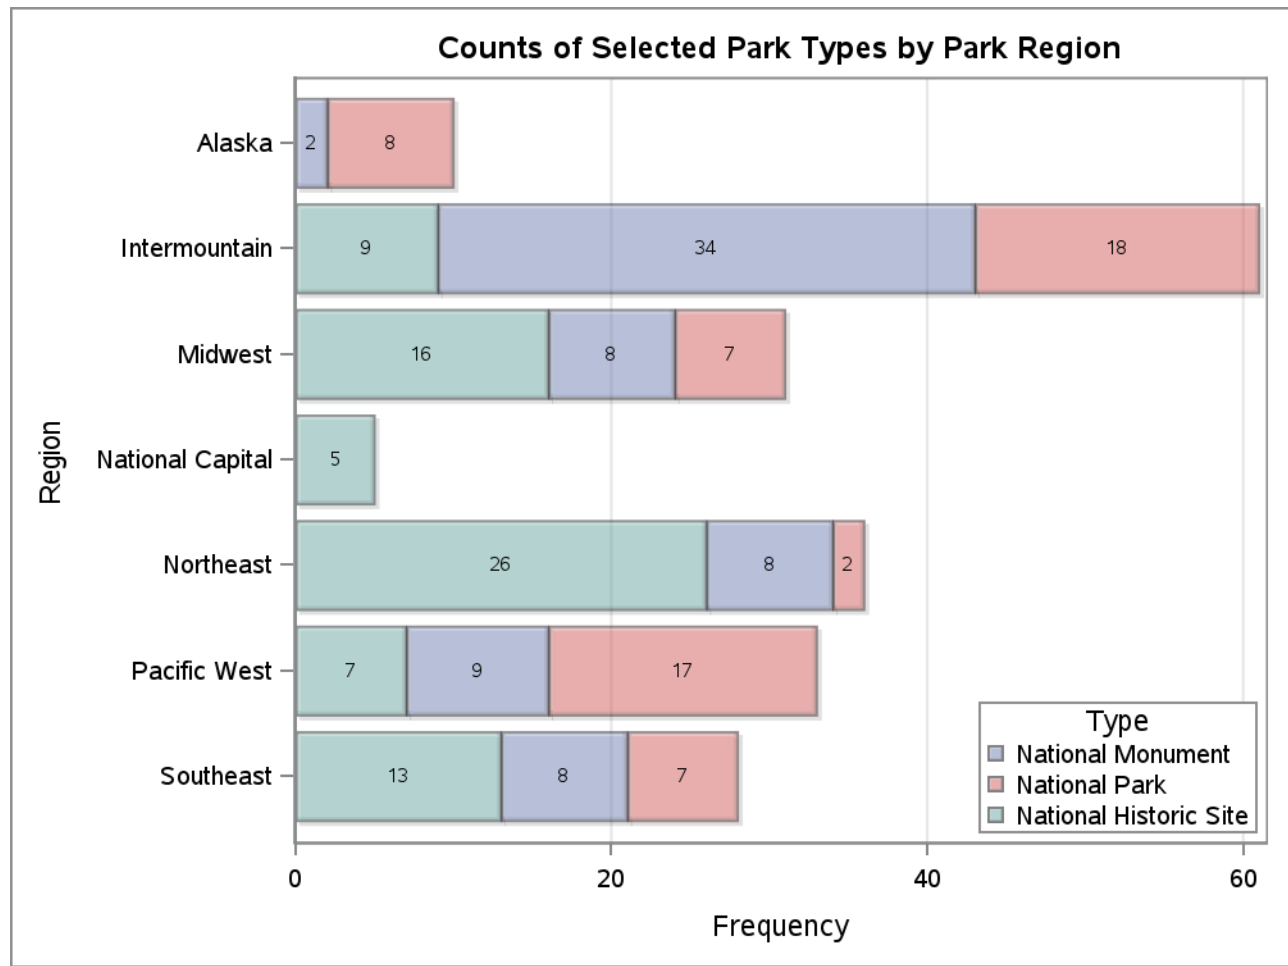 Counts of Selected Park Types by Park Region
Alaska
2 8
Intermountain
9 34 18
Midwest
16 8 7
National Capital
5
Region
Northeast
26 8 2
Pacific West
7 9 17
Southeast
13 8 7
Type
National Monument
National Park
National Historic Site
0 20 40 60
Frequency